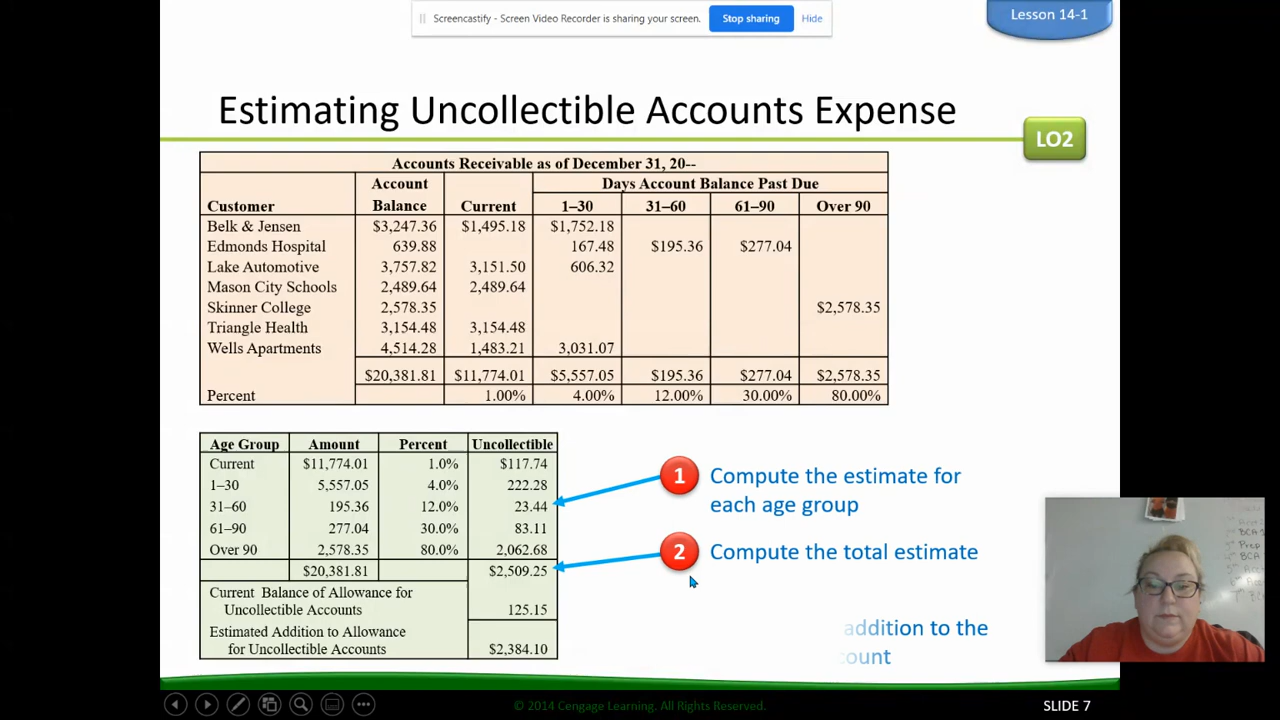 Screencastify - Screen Video Recorder is sharing your screen. Stop sharing Hide
Lesson 14-1
Estimating Uncollectible Accounts Expense
LO2
Accounts Receivable as of December 31, 20--
Account Days Account Balance Past Due
Customer Balance Current 1–30 31–60 61–90 Over 90
Belk & Jensen $3,247.36 $1,495.18 $1,752.18
Edmonds Hospital 639.88 167.48 $195.36 $277.04
Lake Automotive 3,757.82 3,151.50 606.32
Mason City Schools 2,489.64 2,489.64
Skinner College 2,578.35 $2,578.35
Triangle Health 3,154.48 3,154.48
Wells Apartments 4,514.28 1,483.21 3,031.07
$20,381.81 $11,774.01 $5,557.05 $195.36 $277.04 $2,578.35
Percent 1.00% 4.00% 12.00% 30.00% 80.00%
Age Group Amount Percent Uncollectible
Current $11,774.01 1.0% $117.74
1–30 5,557.05 4.0% 222.28
31–60 195.36 12.0% 23.44
61–90 277.04 30.0% 83.11
Over 90 2,578.35 80.0% 2,062.68
$20,381.81 $2,509.25
Current Balance of Allowance for
Uncollectible Accounts 125.15
Estimated Addition to Allowance
for Uncollectible Accounts $2,384.10
1 Compute the estimate for
each age group
2 Compute the total estimate
addition to the
© 2014 Cengage Learning. All Rights Reserved.
SLIDE 7